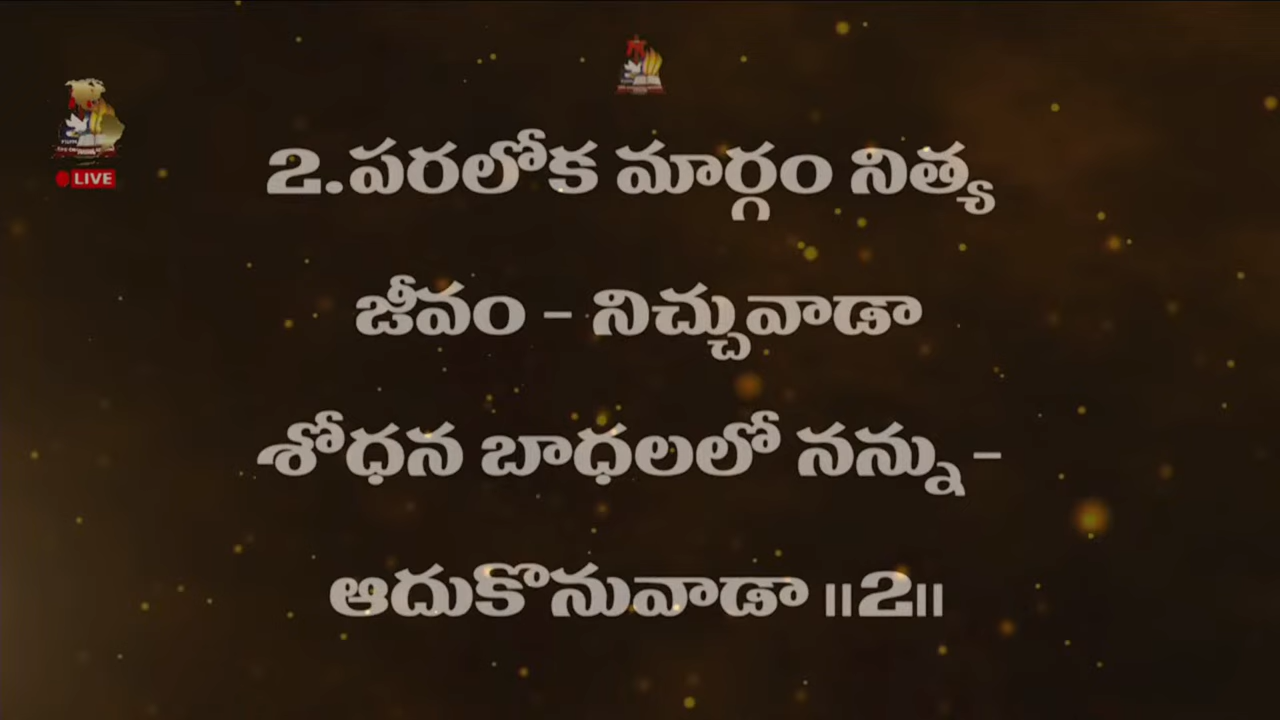 LIVE
2.పరలోక మార్గం నిత్య
జీవం - నిచ్చువాడా
శోధన బాధలలో నన్ను -
ఆదుకొనువాడా ||2||